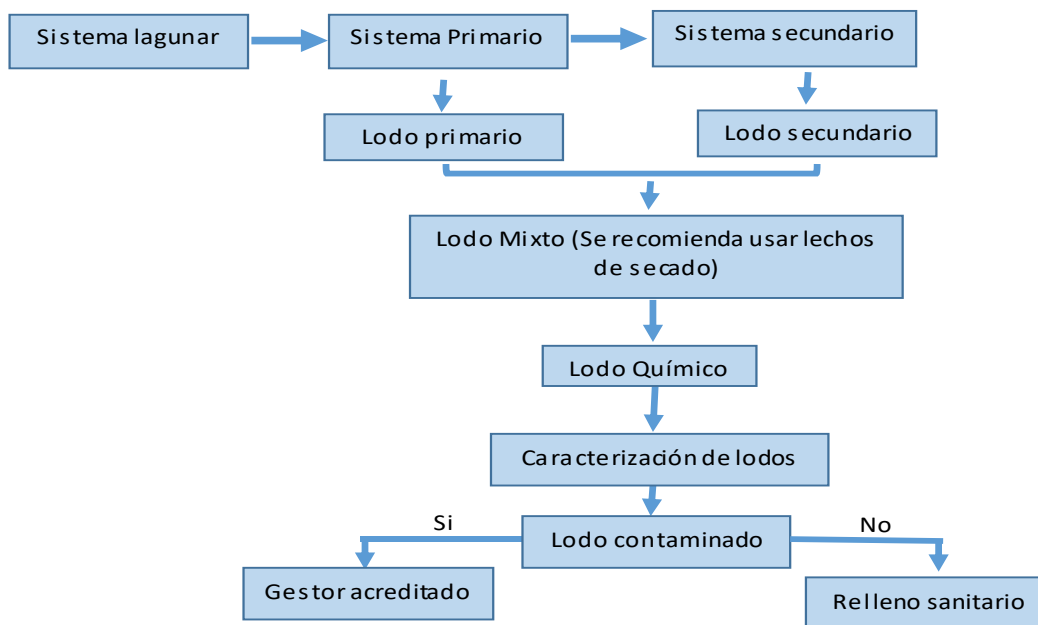 Sistema lagunar
Sistema Primario
Sistema secundario
Lodo primario
Lodo secundario
Lodo Mixto (Se recomienda usar lechos
de secado)
Lodo Químico
Caracterización de lodos
Si
Lodo contaminado
No
Gestor acreditado
Relleno sanitario